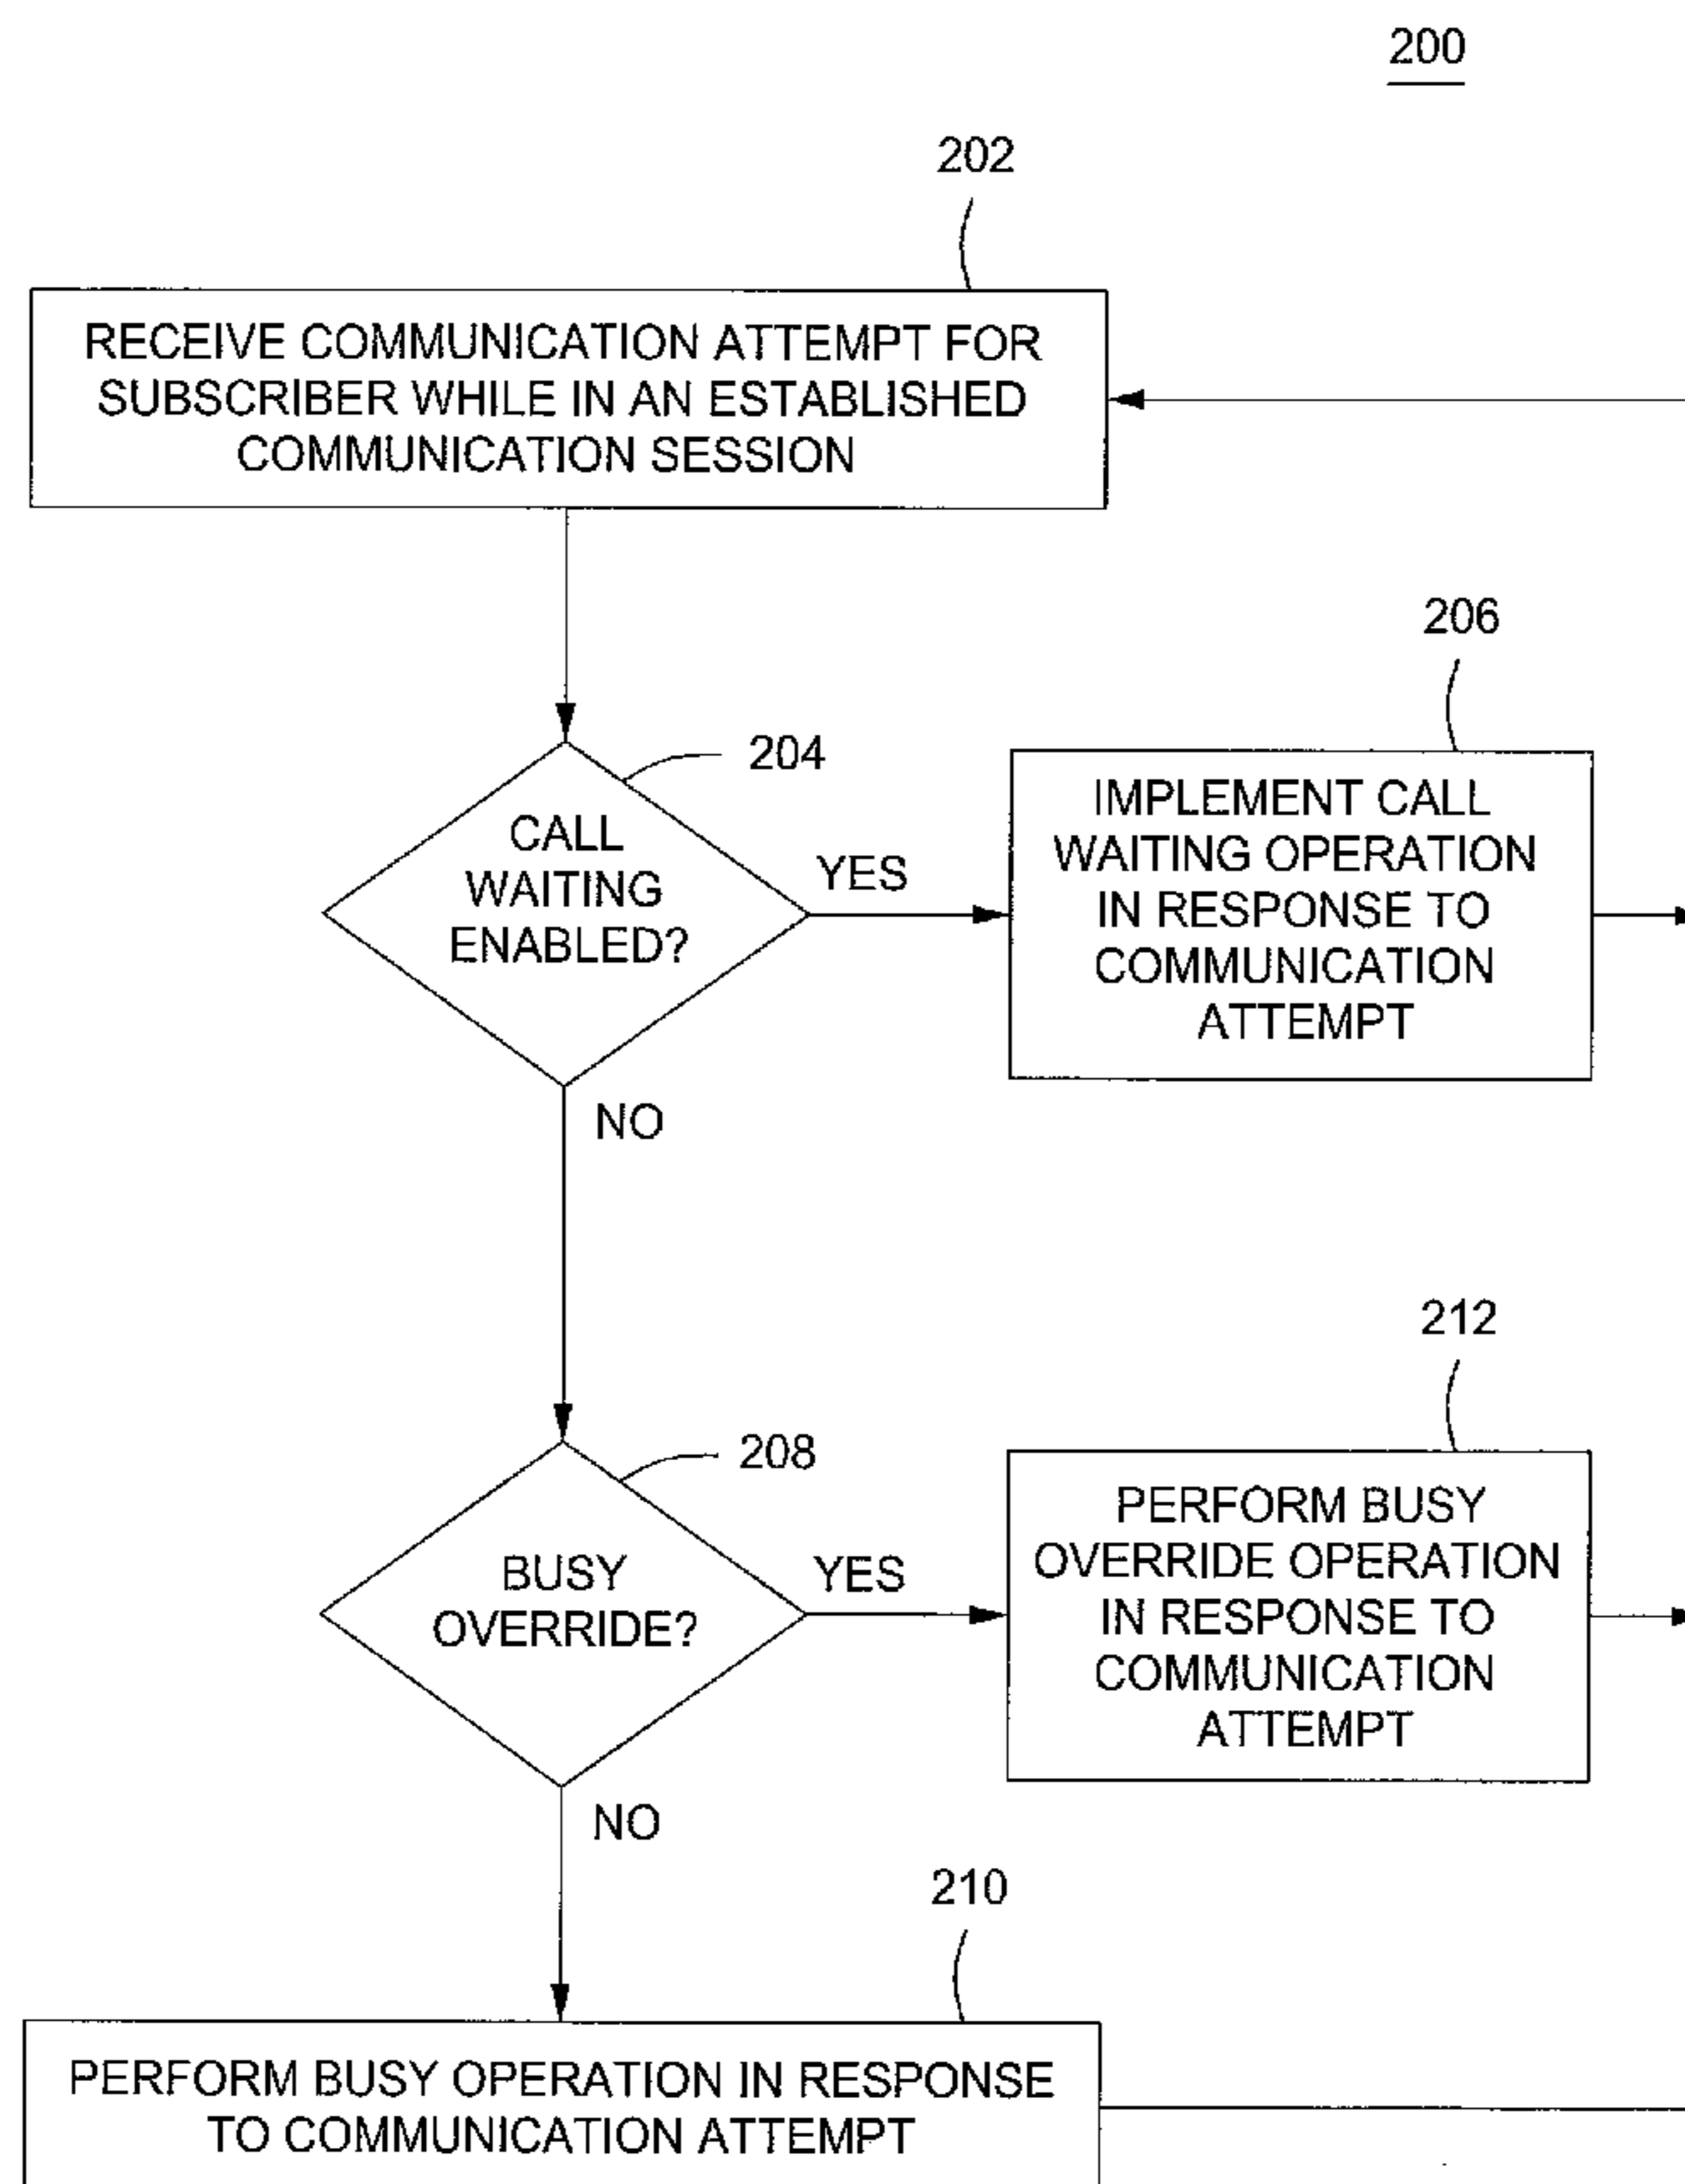 200
202
RECEIVE COMMUNICATION ATTEMPT FOR
SUBSCRIBER WHILE IN AN ESTABLISHED
COMMUNICATION SESSION
204
CALL
WAITING
ENABLED?
YES
NO
206
IMPLEMENT CALL
WAITING OPERATION
IN RESPONSE TO
COMMUNICATION
ATTEMPT
208
BUSY
OVERRIDE?
YES
NO
212
PERFORM BUSY
OVERRIDE OPERATION
IN RESPONSE TO
COMMUNICATION
ATTEMPT
210
PERFORM BUSY OPERATION IN RESPONSE
TO COMMUNICATION ATTEMPT